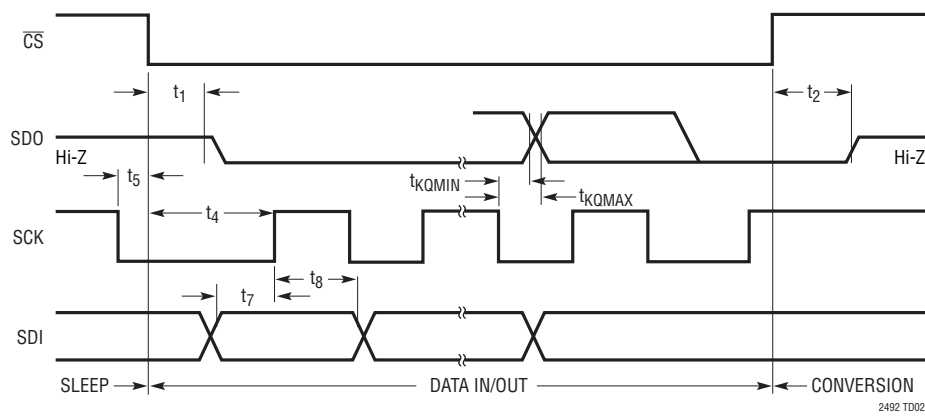 CS
t1
t2
SDO
Hi-Z
Hi-Z
t5
tKQMIN
tKQMAX
t4
SCK
t8
t7
SDI
SLEEP
DATA IN/OUT
CONVERSION
2492 TD02